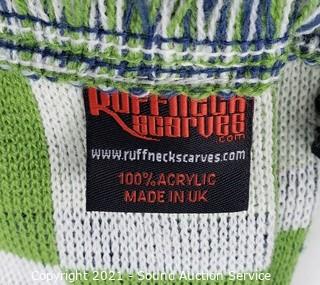 RUFFNECK
SCARVES
.com
www.ruffneckscarves.com
100% ACRYLIC
MADE IN UK
Copyright 2021 - Sound Auction Service